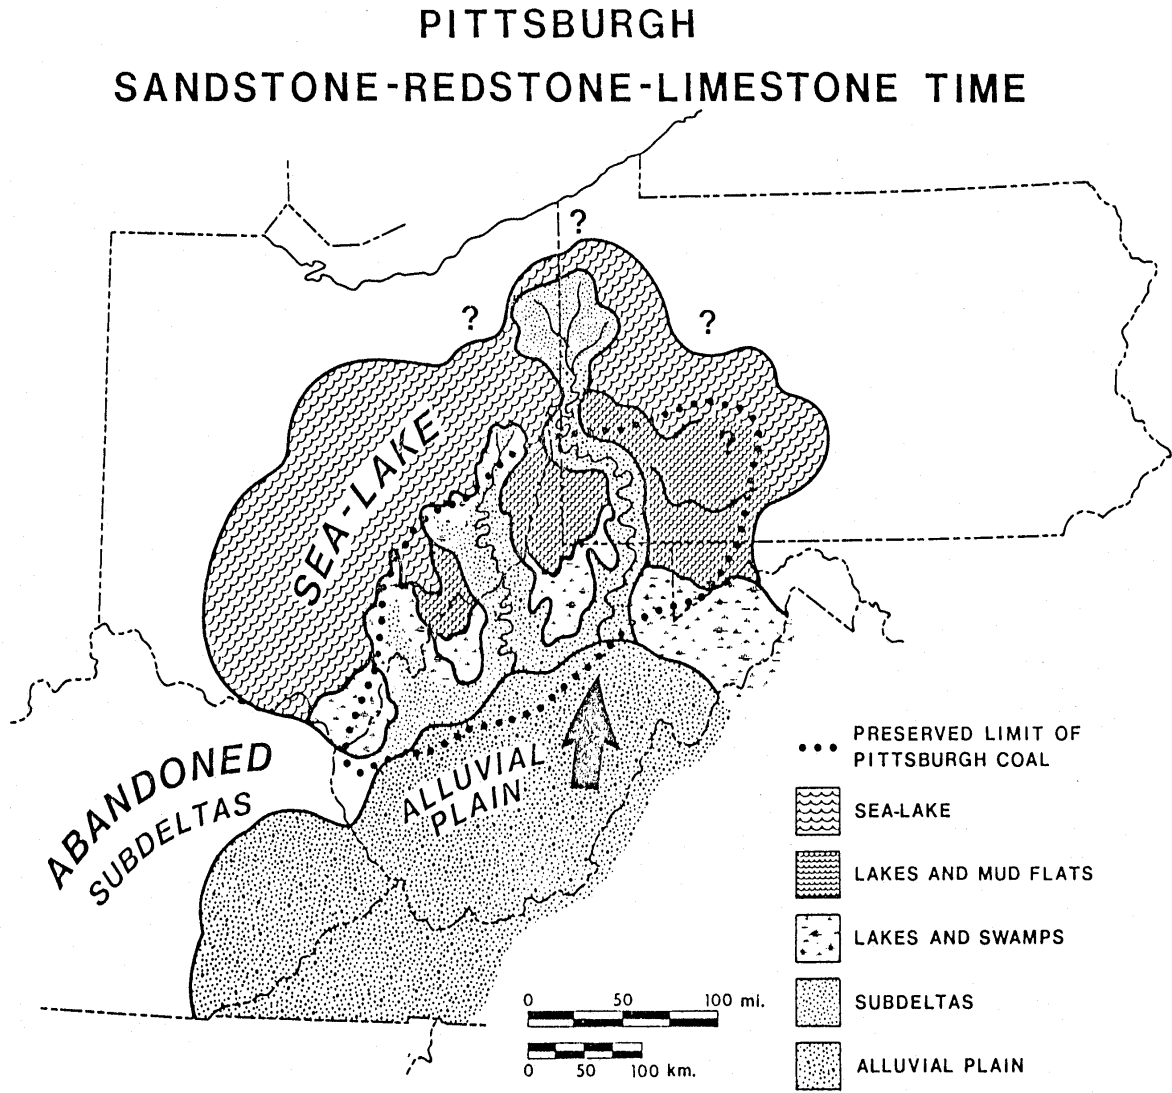 PITTSBURGH
SANDSTONE-REDSTONE-LIMESTONE TIME
?
?
?
?
SEA-LAKE
ABANDONED
SUBDELTAS
ALLUVIAL
PLAIN
PRESERVED LIMIT OF
PITTSBURGH COAL
SEA-LAKE
LAKES AND MUD FLATS
LAKES AND SWAMPS
SUBDELTAS
ALLUVIAL PLAIN
0 50 100 mi.
0 50 100 km.